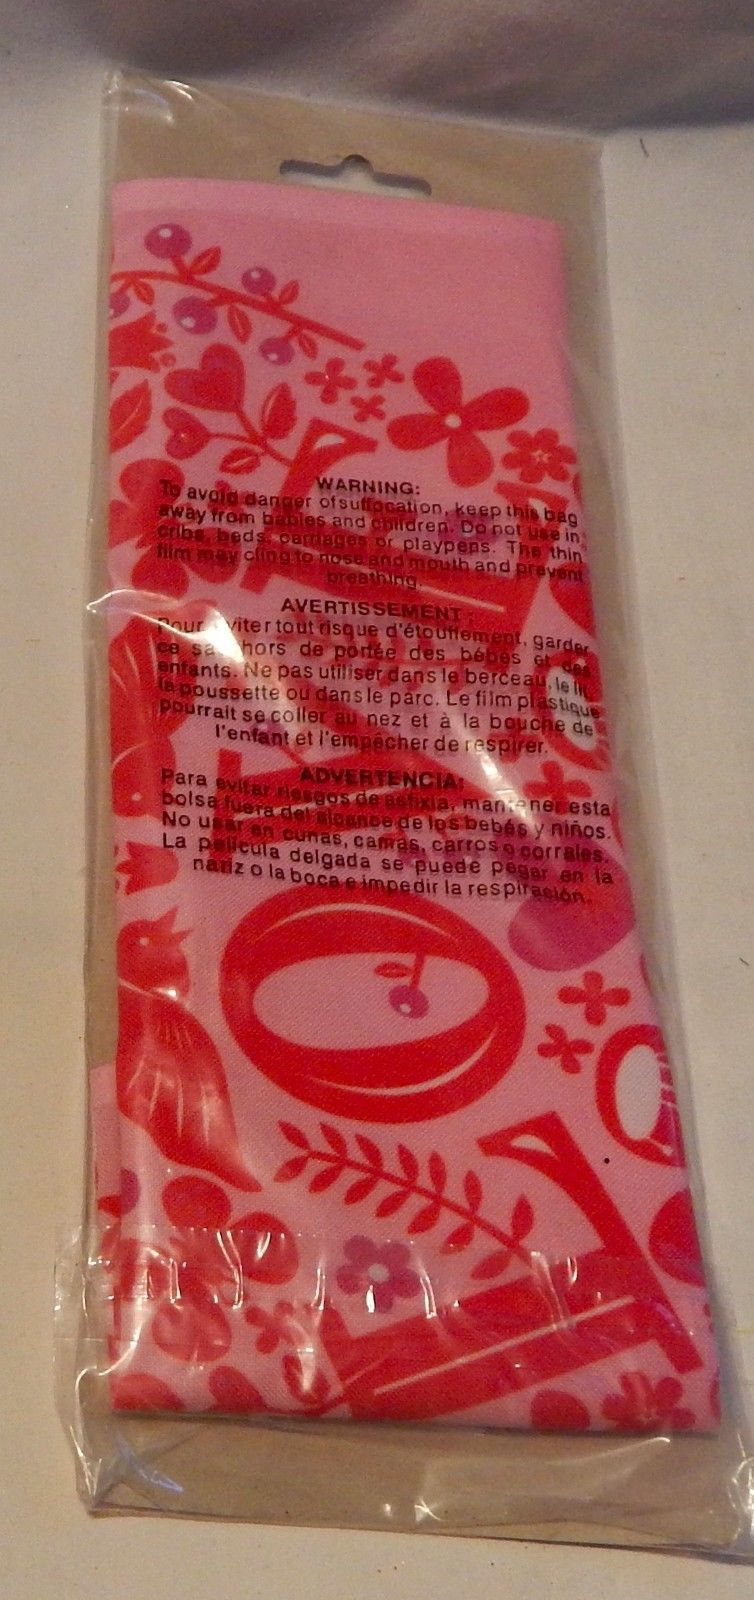 WARNING:
To avoid danger of suffocation, keep this bag
away from babies and children. Do not use in
cribs, beds, carriages or playpens. The thin
film may cling to nose and mouth and prevent
breathing.
AVERTISSEMENT :
Pour éviter tout risque d'étouffement, garder
ce sac hors de portée des bébés et des
enfants. Ne pas utiliser dans le berceau, le lit,
la poussette ou dans le parc. Le film plastique
pourrait se coller au nez et à la bouche de
l'enfant et l'empêcher de respirer.
ADVERTENCIA:
Para evitar riesgos de asfixia, mantener esta
bolsa fuera del alcance de los bebés y niños.
No usar en cunas, camas, carros o corrales.
La película delgada se puede pegar en la
nariz o la boca e impedir la respiración.